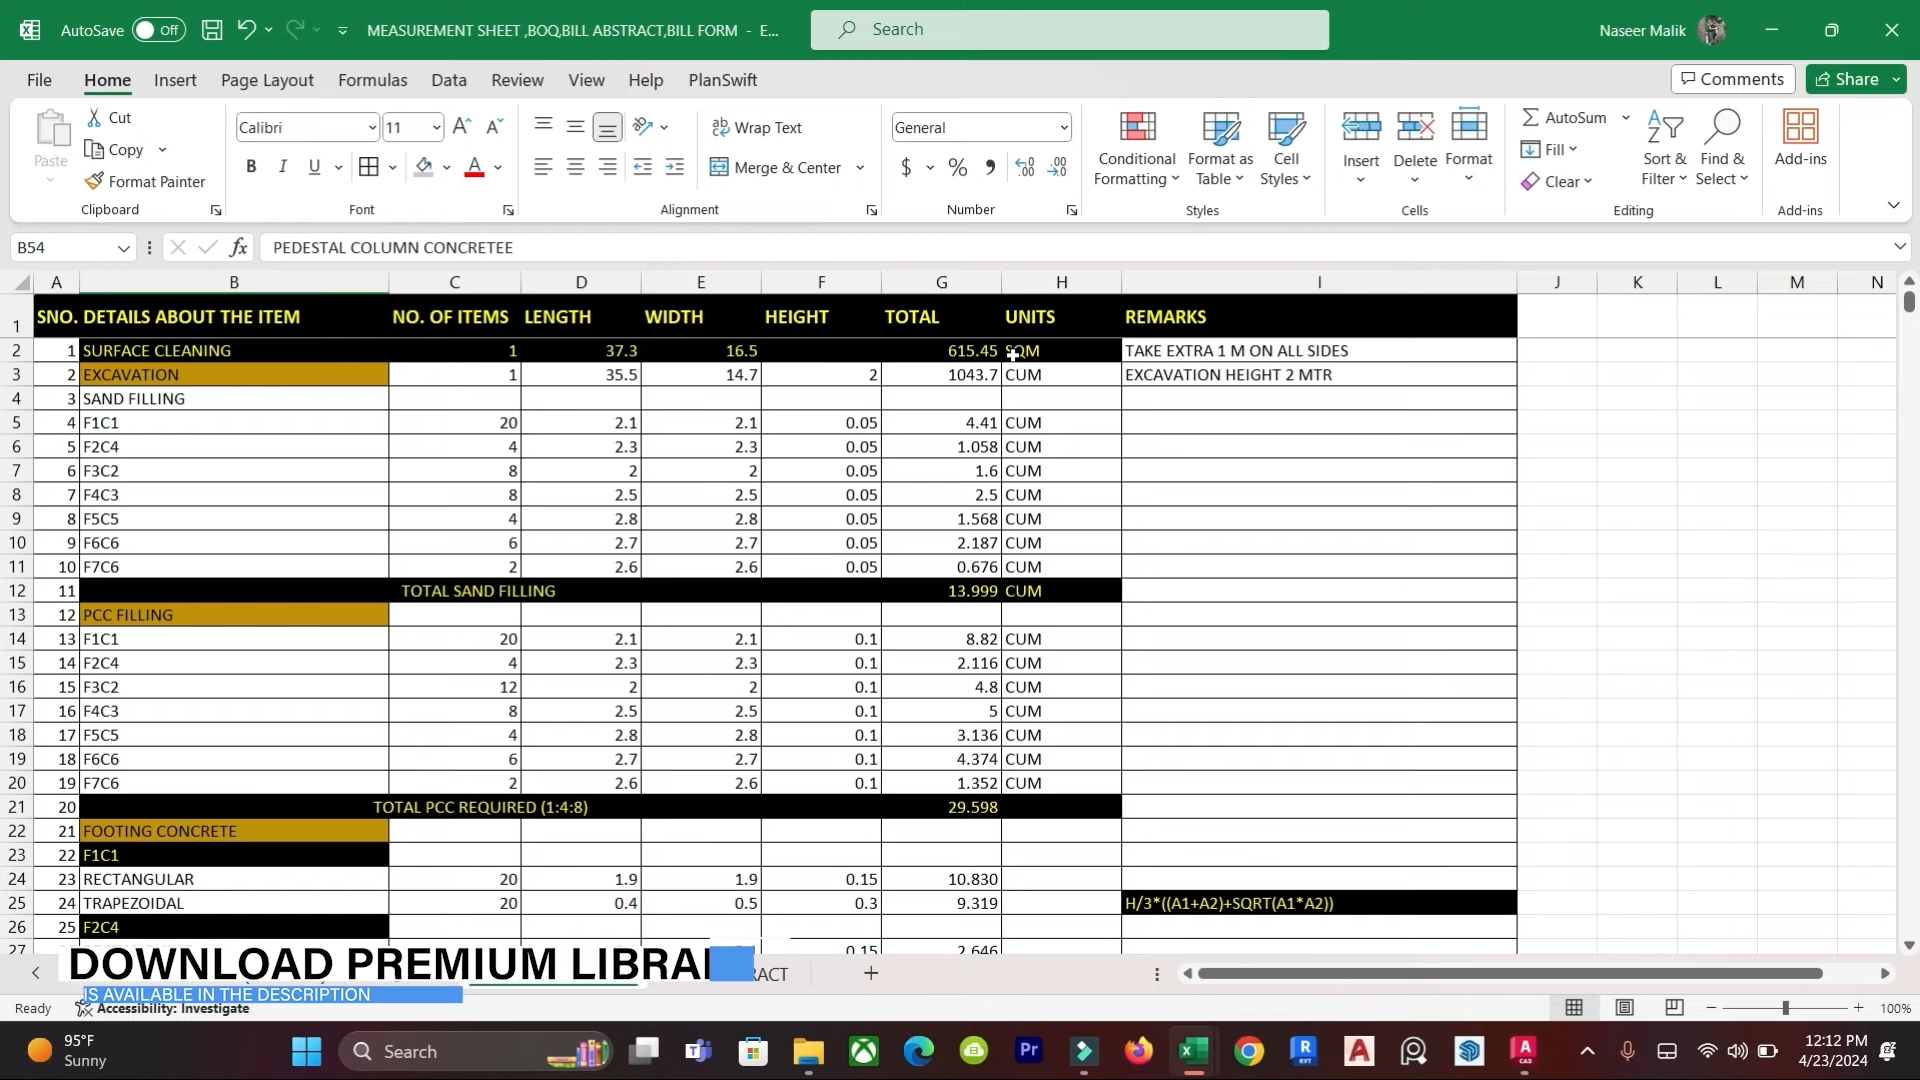 AutoSave Off MEASUREMENT SHEET ,BOQ,BILL ABSTRACT,BILL FORM - E... Search Naseer Malik
File Home Insert Page Layout Formulas Data Review View Help PlanSwift Comments Share
Paste Cut Copy Format Painter Clipboard
Calibri 11 B I U A Font
Wrap Text Merge & Center Alignment
General $ % Number
Conditional Formatting Format as Table Cell Styles Styles
Insert Delete Format Cells
AutoSum Fill Clear Sort & Filter Find & Select Editing
Add-ins Add-ins
B54 fx PEDESTAL COLUMN CONCRETEE
A B C D E F G H I J K L M N
1 SNO. DETAILS ABOUT THE ITEM NO. OF ITEMS LENGTH WIDTH HEIGHT TOTAL UNITS REMARKS
2 1 SURFACE CLEANING 1 37.3 16.5 615.45 SQM TAKE EXTRA 1 M ON ALL SIDES
3 2 EXCAVATION 1 35.5 14.7 2 1043.7 CUM EXCAVATION HEIGHT 2 MTR
4 3 SAND FILLING
5 4 F1C1 20 2.1 2.1 0.05 4.41 CUM
6 5 F2C4 4 2.3 2.3 0.05 1.058 CUM
7 6 F3C2 8 2 2 0.05 1.6 CUM
8 7 F4C3 8 2.5 2.5 0.05 2.5 CUM
9 8 F5C5 4 2.8 2.8 0.05 1.568 CUM
10 9 F6C6 6 2.7 2.7 0.05 2.187 CUM
11 10 F7C6 2 2.6 2.6 0.05 0.676 CUM
12 11 TOTAL SAND FILLING 13.999 CUM
13 12 PCC FILLING
14 13 F1C1 20 2.1 2.1 0.1 8.82 CUM
15 14 F2C4 4 2.3 2.3 0.1 2.116 CUM
16 15 F3C2 12 2 2 0.1 4.8 CUM
17 16 F4C3 8 2.5 2.5 0.1 5 CUM
18 17 F5C5 4 2.8 2.8 0.1 3.136 CUM
19 18 F6C6 6 2.7 2.7 0.1 4.374 CUM
20 19 F7C6 2 2.6 2.6 0.1 1.352 CUM
21 20 TOTAL PCC REQUIRED (1:4:8) 29.598
22 21 FOOTING CONCRETE
23 22 F1C1
24 23 RECTANGULAR 20 1.9 1.9 0.15 10.830
25 24 TRAPEZOIDAL 20 0.4 0.5 0.3 9.319 H/3*((A1+A2)+SQRT(A1*A2))
26 25 F2C4
27 0.15 2.646
DOWNLOAD PREMIUM LIBRA
IS AVAILABLE IN THE DESCRIPTION
RACT
Ready Accessibility: Investigate 100%
95°F Sunny Search 12:12 PM 4/23/2024